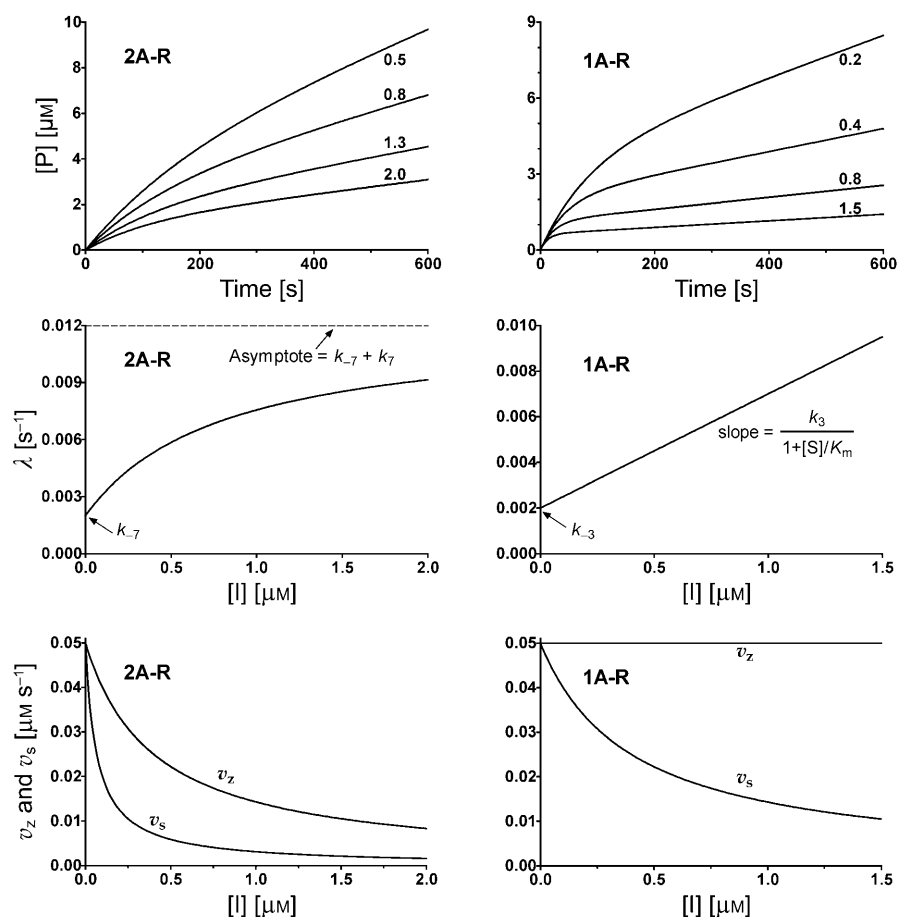 2A-R
[P] [μM]
10
8
6
4
2
0
0.5
0.8
1.3
2.0
0
200
400
600
Time [s]
1A-R
9
6
3
0
0.2
0.4
0.8
1.5
0
200
400
600
Time [s]
2A-R
λ [s⁻¹]
0.012
0.009
0.006
0.003
0.000
Asymptote = k₋₇ + k₇
k₋₇
0.0
0.5
1.0
1.5
2.0
[I] [μM]
1A-R
0.010
0.008
0.006
0.004
0.002
0.000
slope = k₃ / 1+[S]/Kₘ
k₋₃
0.0
0.5
1.0
1.5
[I] [μM]
2A-R
v_z and v_s [μM s⁻¹]
0.05
0.04
0.03
0.02
0.01
0.00
v_z
v_s
0.0
0.5
1.0
1.5
2.0
[I] [μM]
1A-R
0.05
0.04
0.03
0.02
0.01
0.00
v_z
v_s
0.0
0.5
1.0
1.5
[I] [μM]